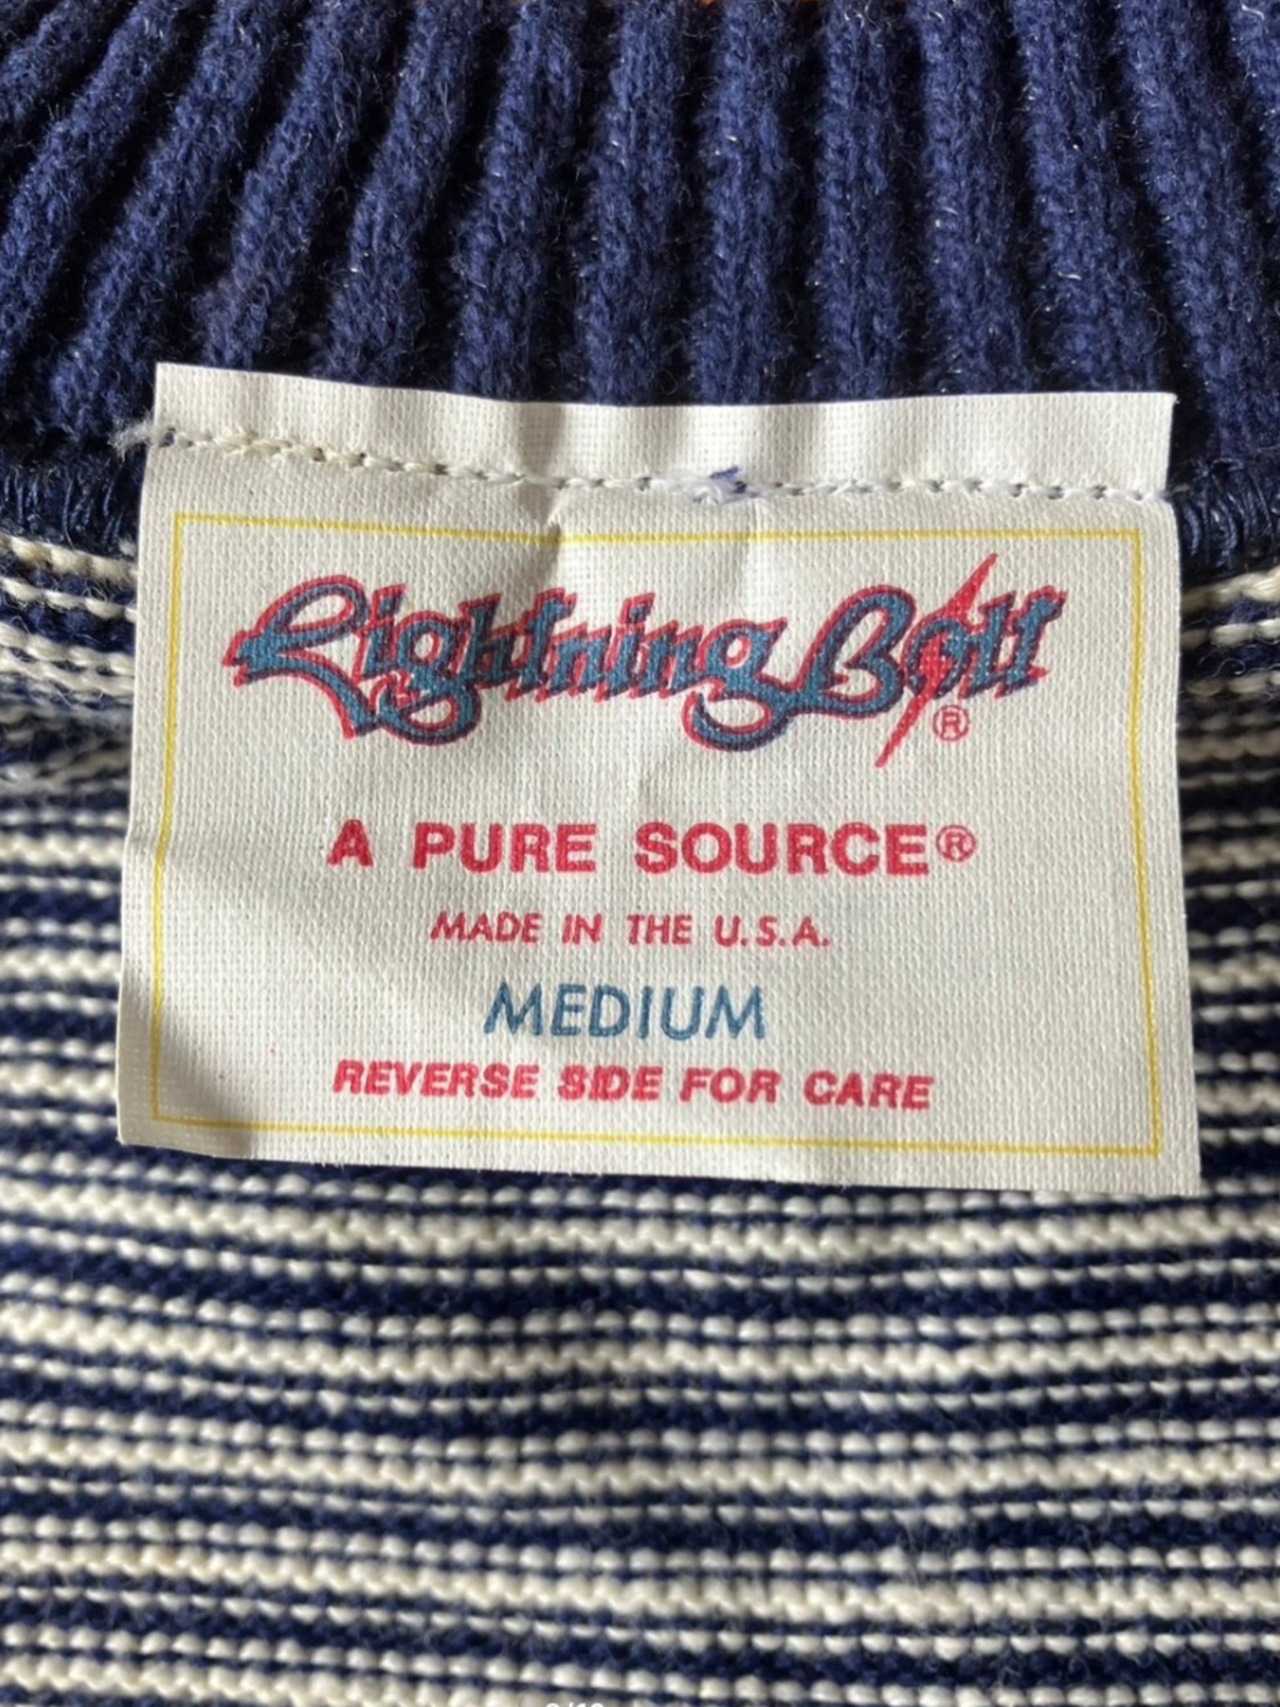 Lightning Bolt®
A PURE SOURCE®
MADE IN THE U.S.A.
MEDIUM
REVERSE SIDE FOR CARE